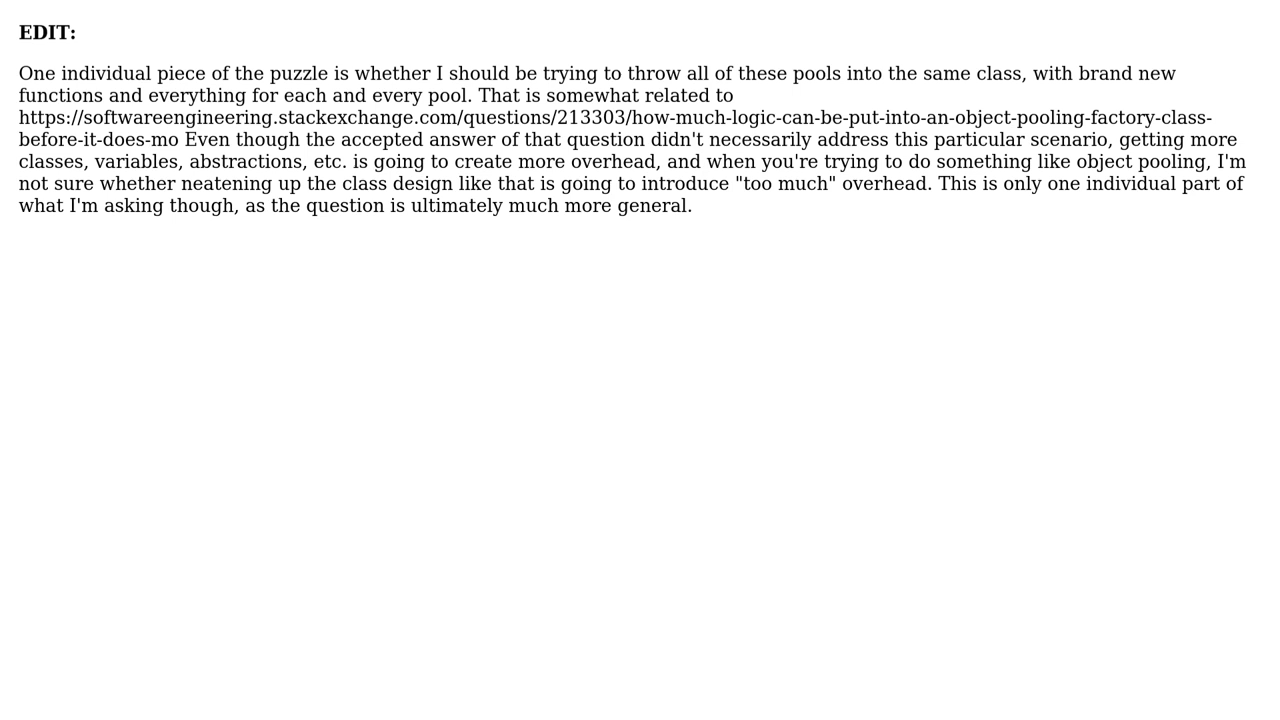 EDIT:
One individual piece of the puzzle is whether I should be trying to throw all of these pools into the same class, with brand new
functions and everything for each and every pool. That is somewhat related to
https://softwareengineering.stackexchange.com/questions/213303/how-much-logic-can-be-put-into-an-object-pooling-factory-class-
before-it-does-mo Even though the accepted answer of that question didn't necessarily address this particular scenario, getting more
classes, variables, abstractions, etc. is going to create more overhead, and when you're trying to do something like object pooling, I'm
not sure whether neatening up the class design like that is going to introduce "too much" overhead. This is only one individual part of
what I'm asking though, as the question is ultimately much more general.